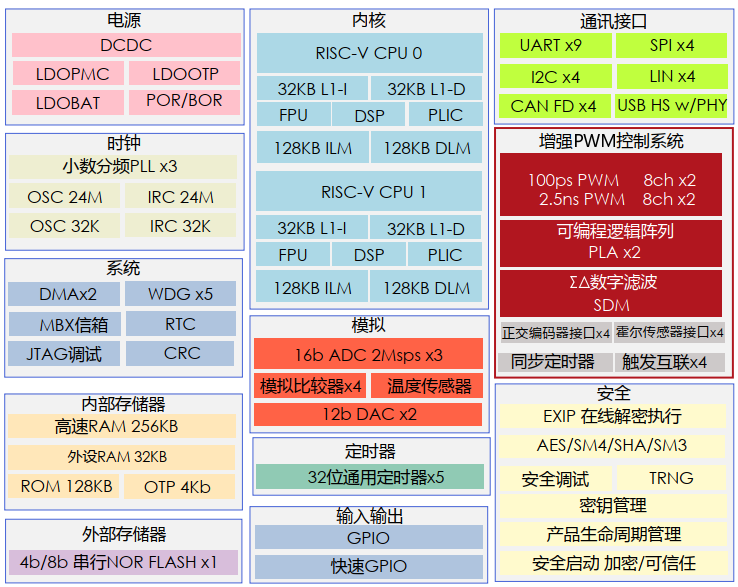 电源
DCDC
LDOPMC
LDOOTP
LDOBAT
POR/BOR
时钟
小数分频PLL x3
OSC 24M
IRC 24M
OSC 32K
IRC 32K
系统
DMAx2
WDG x5
MBX信箱
RTC
JTAG调试
CRC
内部存储器
高速RAM 256KB
外设RAM 32KB
ROM 128KB
OTP 4Kb
外部存储器
4b/8b 串行NOR FLASH x1
内核
RISC-V CPU 0
32KB L1-I
32KB L1-D
FPU
DSP
PLIC
128KB ILM
128KB DLM
RISC-V CPU 1
32KB L1-I
32KB L1-D
FPU
DSP
PLIC
128KB ILM
128KB DLM
模拟
16b ADC 2Msps x3
模拟比较器x4
温度传感器
12b DAC x2
定时器
32位通用定时器x5
输入输出
GPIO
快速GPIO
通讯接口
UART x9
SPI x4
I2C x4
LIN x4
CAN FD x4
USB HS w/PHY
增强PWM控制系统
100ps PWM 8ch x2
2.5ns PWM 8ch x2
可编程逻辑阵列
PLA x2
Σ∆数字滤波
SDM
正交编码器接口x4
霍尔传感器接口x4
同步定时器
触发互联x4
安全
EXIP 在线解密执行
AES/SM4/SHA/SM3
安全调试
TRNG
密钥管理
产品生命周期管理
安全启动 加密/可信任